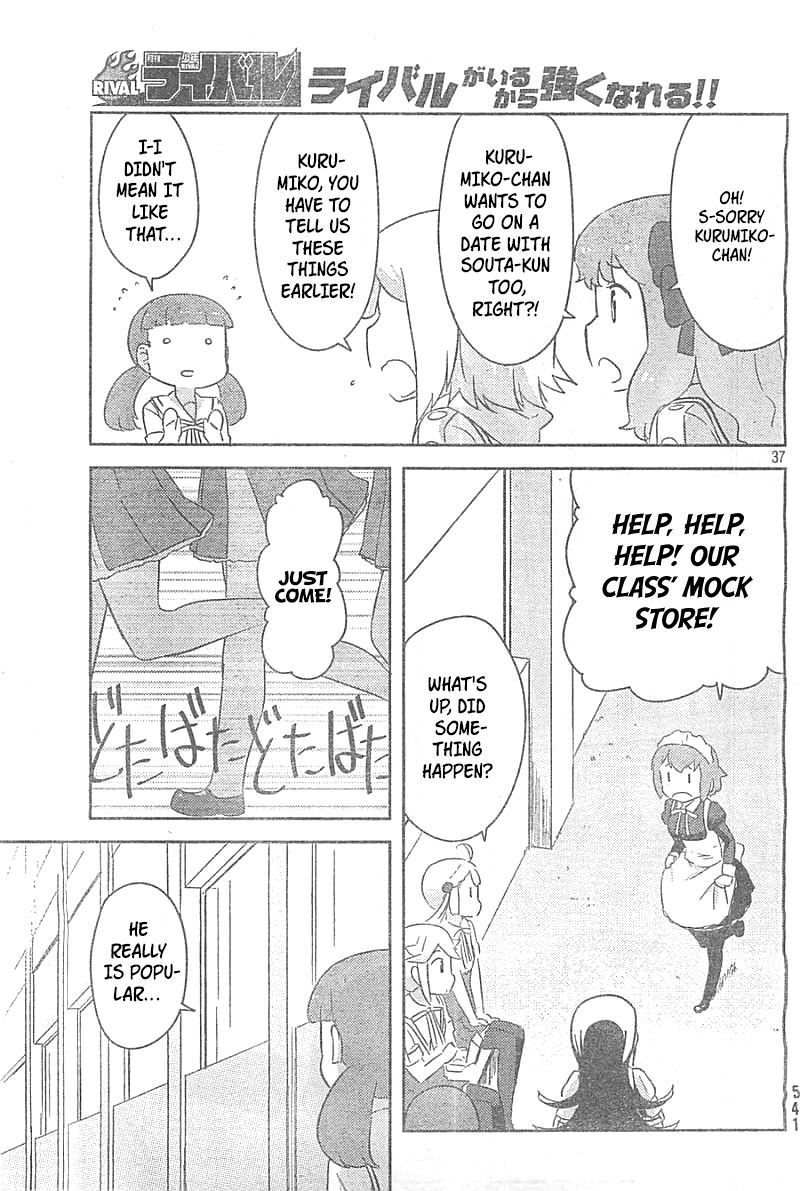 RIVAL
ライバル
ライバルがいるから強くなれる!!
OH!
S-SORRY
KURUMIKO-
CHAN!
KURU-
MIKO-CHAN
WANTS TO
GO ON A
DATE WITH
SOUTA-KUN
TOO,
RIGHT?!
KURU-
MIKO, YOU
HAVE TO
TELL US
THESE
THINGS
EARLIER!
I-I
DIDN'T
MEAN IT
LIKE
THAT...
37
HELP, HELP,
HELP! OUR
CLASS' MOCK
STORE!
WHAT'S
UP, DID
SOME-
THING
HAPPEN?
JUST
COME!
どたばたどたばた
HE
REALLY
IS POPU-
LAR...
541